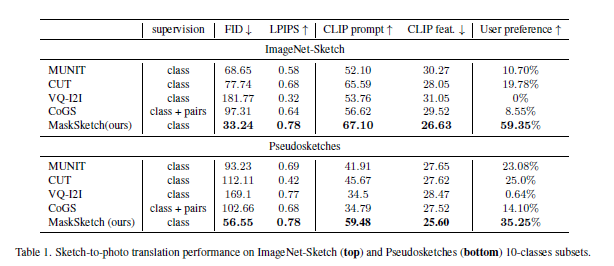 supervision FID ↓ LPIPS ↑ CLIP prompt ↑ CLIP feat. ↓ User preference ↑
ImageNet-Sketch
MUNIT class 68.65 0.58 52.10 30.27 10.70%
CUT class 77.74 0.68 65.59 28.05 19.78%
VQ-I2I class 181.77 0.32 53.76 31.05 0%
CoGS class + pairs 97.31 0.64 56.62 29.52 8.55%
MaskSketch(ours) class 33.24 0.78 67.10 26.63 59.35%
Pseudosketches
MUNIT class 93.23 0.69 41.91 27.65 23.08%
CUT class 112.11 0.42 45.67 27.62 25.0%
VQ-I2I class 169.1 0.77 34.5 28.47 0.64%
CoGS class + pairs 102.66 0.68 34.79 27.52 14.10%
MaskSketch (ours) class 56.55 0.78 59.48 25.60 35.25%
Table 1. Sketch-to-photo translation performance on ImageNet-Sketch (top) and Pseudosketches (bottom) 10-classes subsets.